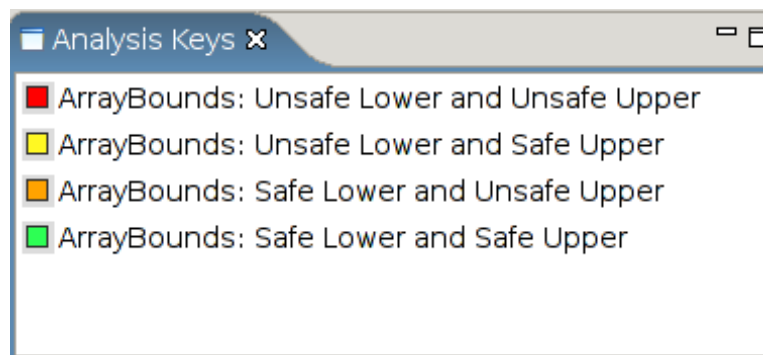 Analysis Keys
ArrayBounds: Unsafe Lower and Unsafe Upper
ArrayBounds: Unsafe Lower and Safe Upper
ArrayBounds: Safe Lower and Unsafe Upper
ArrayBounds: Safe Lower and Safe Upper